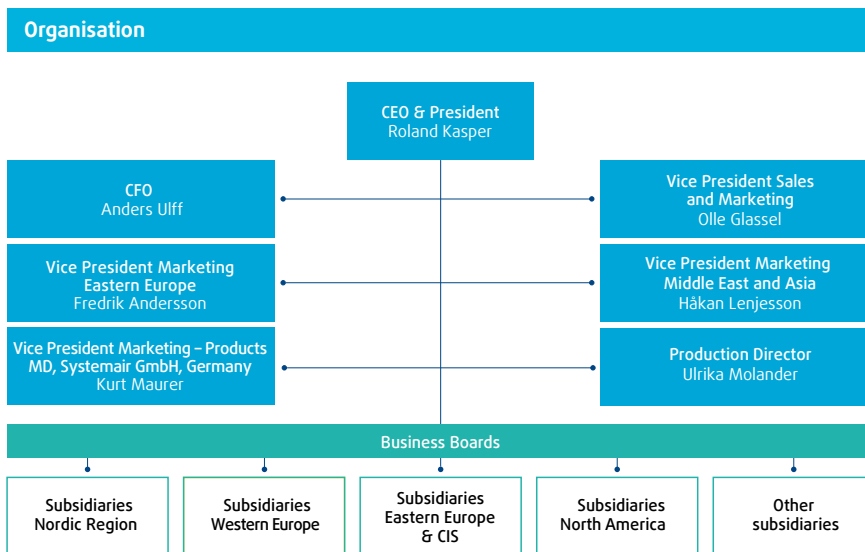 Organisation
CEO & President
Roland Kasper
CFO
Anders Ulff
Vice President Sales
and Marketing
Olle Glassel
Vice President Marketing
Eastern Europe
Fredrik Andersson
Vice President Marketing
Middle East and Asia
Håkan Lenjesson
Vice President Marketing – Products
MD, Systemair GmbH, Germany
Kurt Maurer
Production Director
Ulrika Molander
Business Boards
Subsidiaries
Nordic Region
Subsidiaries
Western Europe
Subsidiaries
Eastern Europe
& CIS
Subsidiaries
North America
Other
subsidiaries